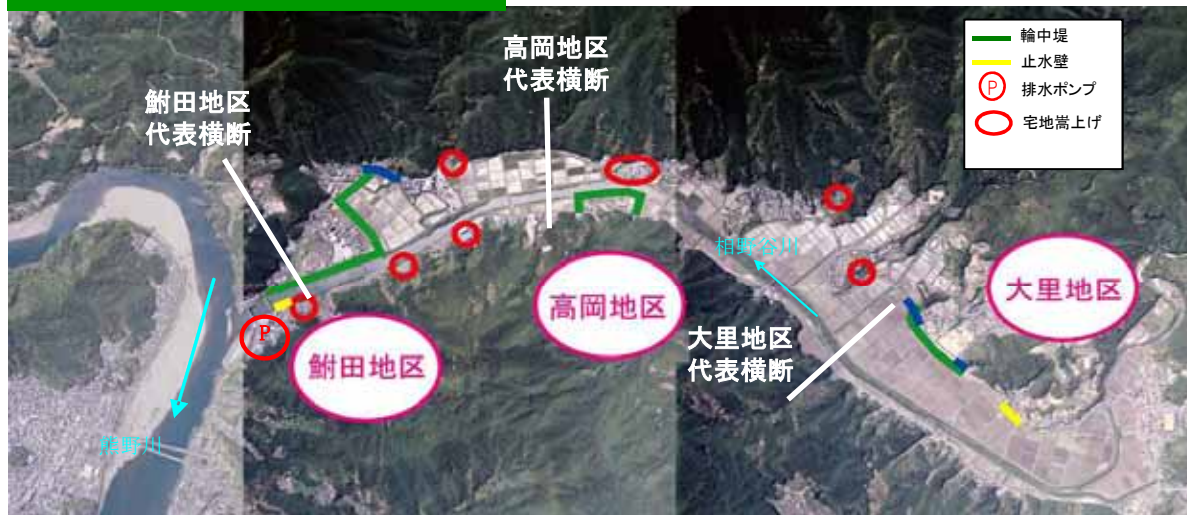 鮒田地区
代表横断
高岡地区
代表横断
輪中堤
止水壁
P 排水ポンプ
宅地嵩上げ
相野谷川
大里地区
高岡地区
大里地区
代表横断
P
鮒田地区
熊野川